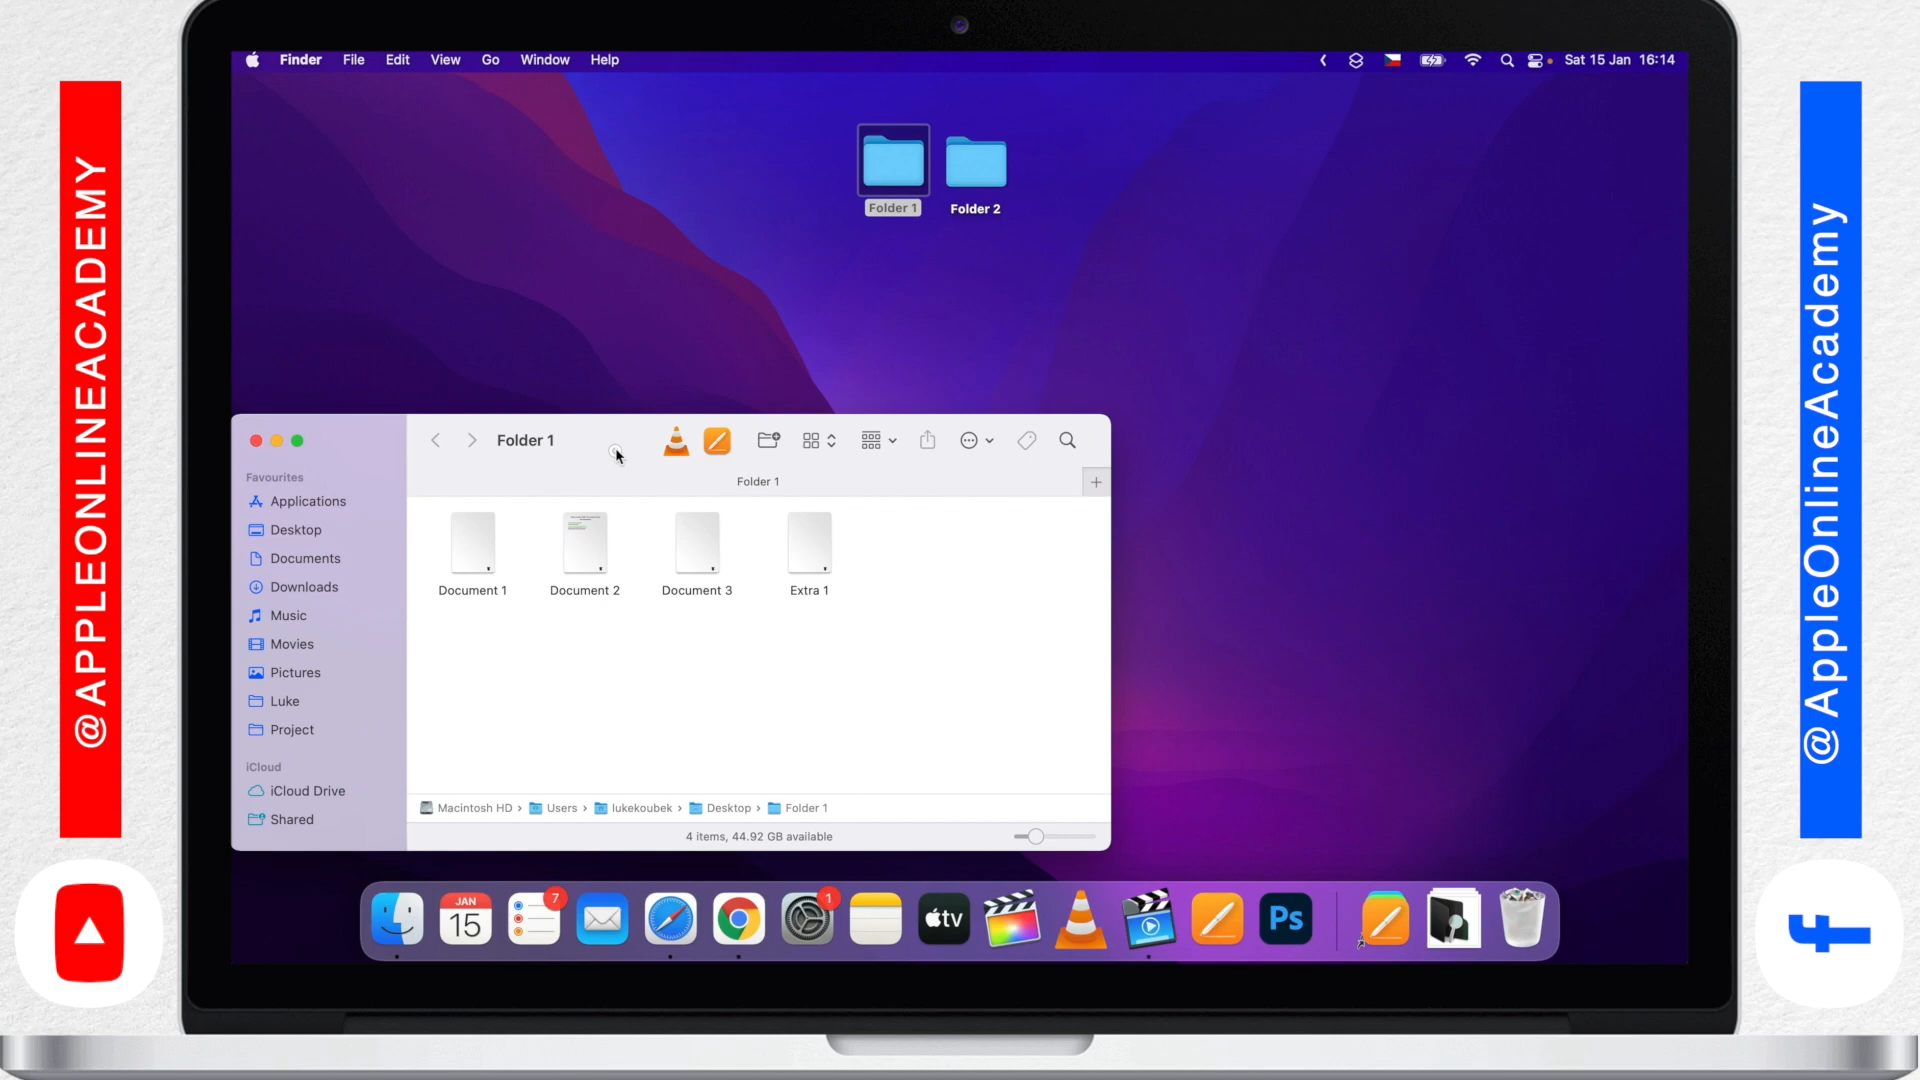 Finder File Edit View Go Window Help
Sat 15 Jan 16:14
@APPLEONLINEACADEMY
Folder 1
Folder 2
Folder 1
Folder 1
Favourites
Applications
Desktop
Documents
Downloads
Music
Movies
Pictures
Luke
Project
iCloud
iCloud Drive
Shared
Document 1
Document 2
Document 3
Extra 1
Macintosh HD › Users › lukekoubek › Desktop › Folder 1
4 items, 44.92 GB available
JAN
15
7
1
tv
Ps
@AppleOnlineAcademy